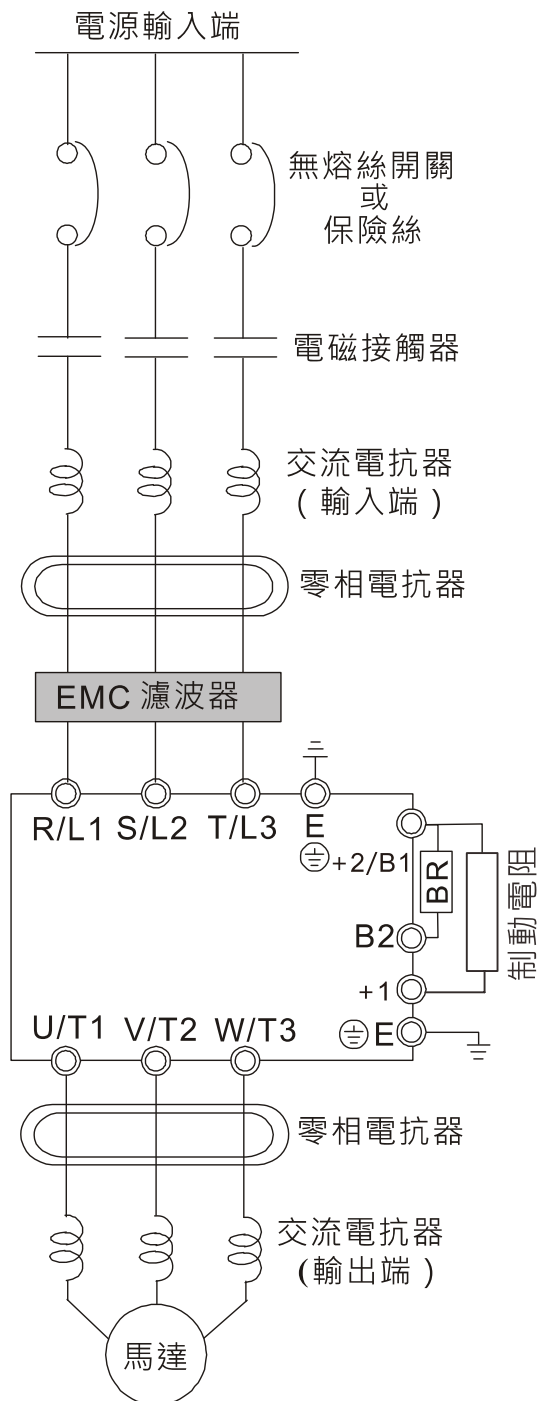 電源輸入端
無熔絲開關
或
保險絲
電磁接觸器
交流電抗器
(輸入端)
零相電抗器
EMC 濾波器
R/L1 S/L2 T/L3 E
+2/B1
BR
制動電阻
B2
+1
E
U/T1 V/T2 W/T3
零相電抗器
交流電抗器
(輸出端)
馬達